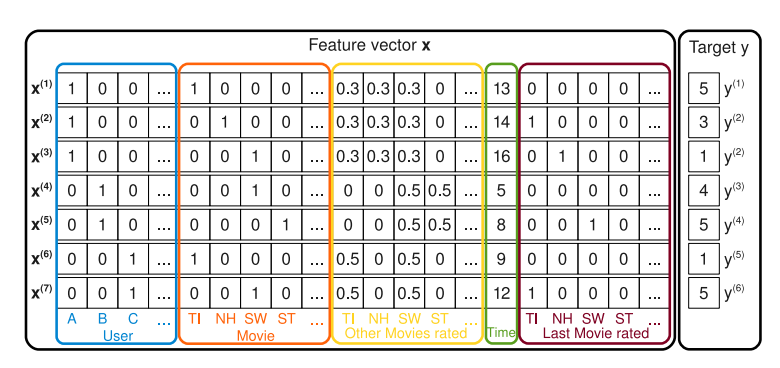 Feature vector x Target y
x(1) 1 0 0 ... 1 0 0 0 ... 0.3 0.3 0.3 0 ... 13 0 0 0 0 ... 5 y(1)
x(2) 1 0 0 ... 0 1 0 0 ... 0.3 0.3 0.3 0 ... 14 1 0 0 0 ... 3 y(2)
x(3) 1 0 0 ... 0 0 1 0 ... 0.3 0.3 0.3 0 ... 16 0 1 0 0 ... 1 y(2)
x(4) 0 1 0 ... 0 0 1 0 ... 0 0 0.5 0.5 ... 5 0 0 0 0 ... 4 y(3)
x(5) 0 1 0 ... 0 0 0 1 ... 0 0 0.5 0.5 ... 8 0 0 1 0 ... 5 y(4)
x(6) 0 0 1 ... 1 0 0 0 ... 0.5 0 0.5 0 ... 9 0 0 0 0 ... 1 y(5)
x(7) 0 0 1 ... 0 0 1 0 ... 0.5 0 0.5 0 ... 12 1 0 0 0 ... 5 y(6)
A B C ... TI NH SW ST ... TI NH SW ST ... TI NH SW ST ...
User Movie Other Movies rated Time Last Movie rated